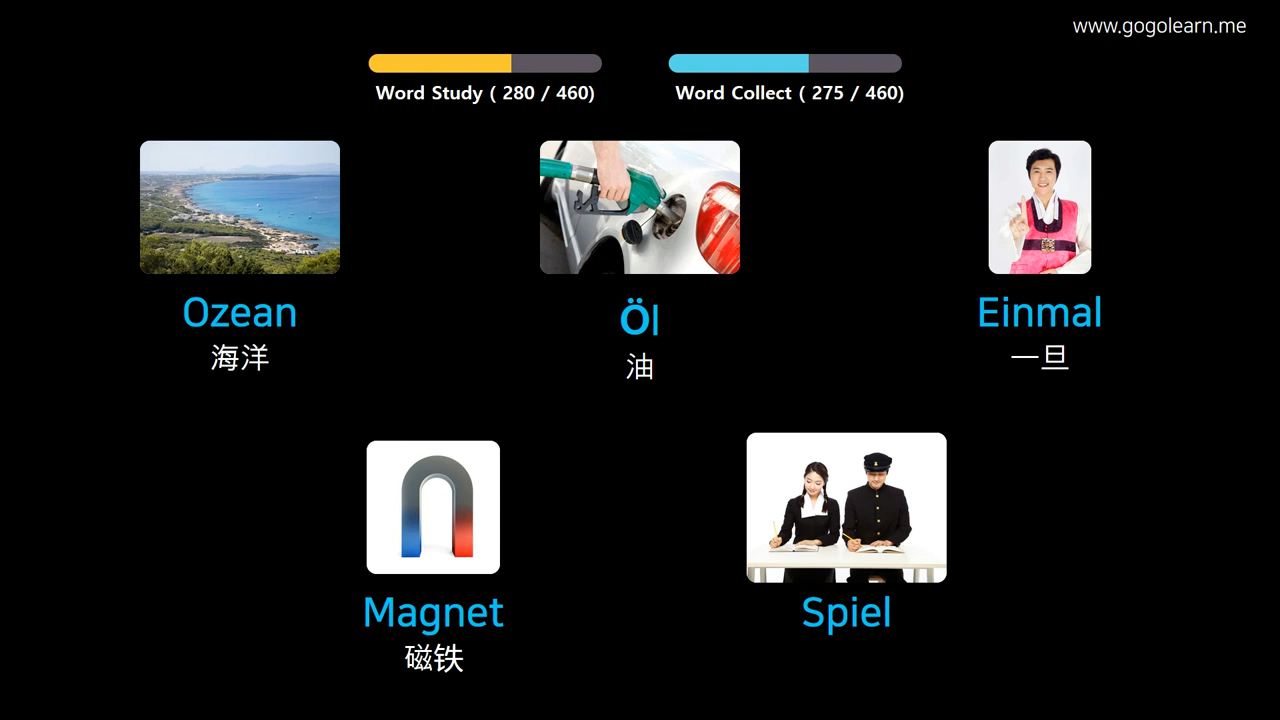 www.gogolearn.me
Word Study ( 280 / 460)
Word Collect ( 275 / 460)
Ozean
海洋
Öl
油
Einmal
一旦
Magnet
磁铁
Spiel